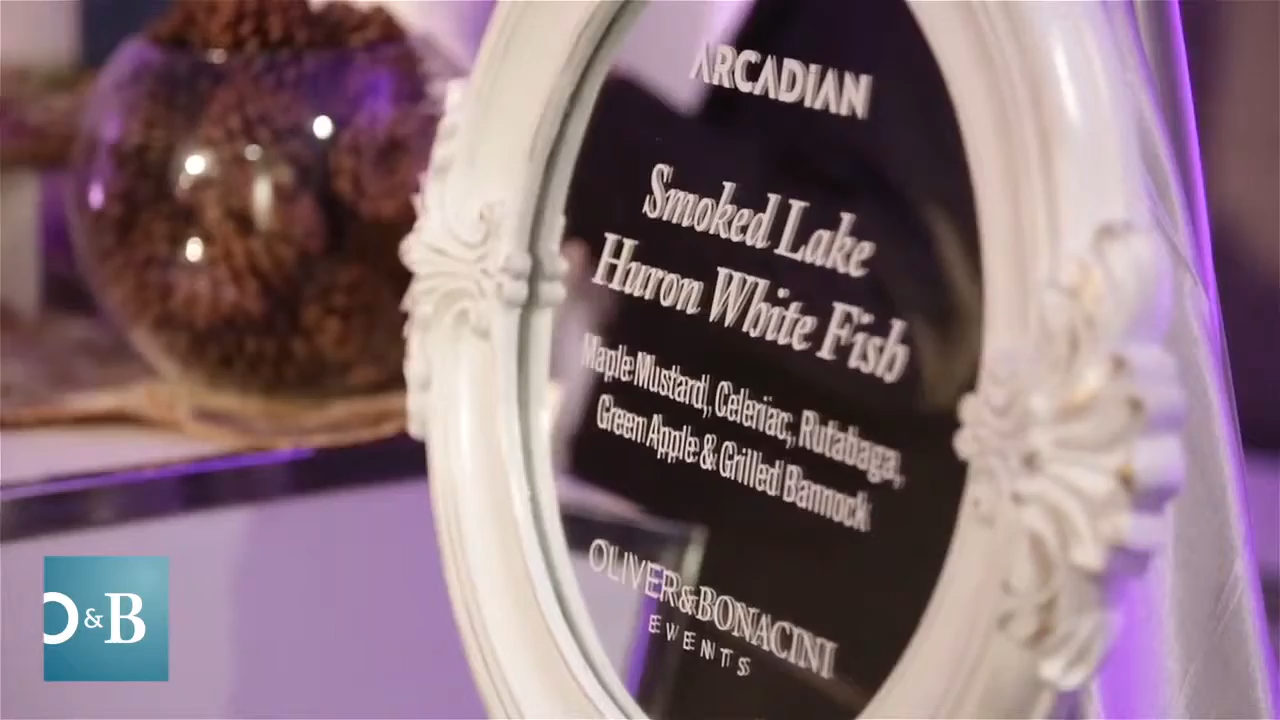 ARCADIAN
Smoked Lake
Huron White Fish
Maple Mustard, Celeriac, Rutabaga,
Green Apple & Grilled Bannock
OLIVER&BONACINI
EVENTS
O&B